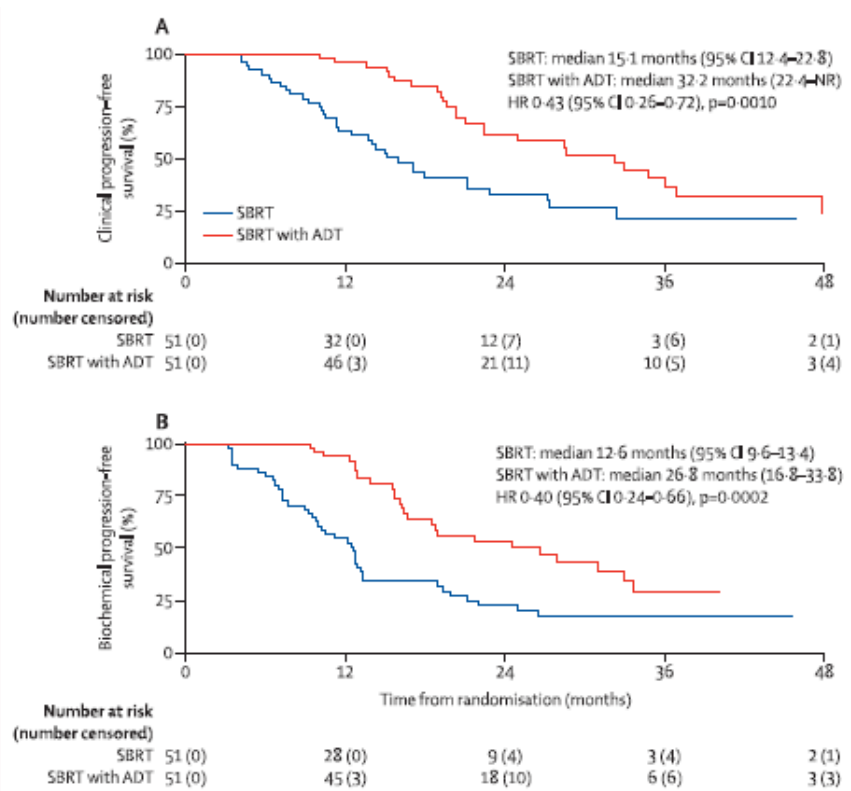 A
100
75
50
25
0
Clinical progression-free
survival (%)
SBRT: median 15·1 months (95% CI 12·4–22·8)
SBRT with ADT: median 32·2 months (22·4–NR)
HR 0·43 (95% CI 0·26–0·72), p=0·0010
SBRT
SBRT with ADT
0 12 24 36 48
Number at risk
(number censored)
SBRT 51 (0) 32 (0) 12 (7) 3 (6) 2 (1)
SBRT with ADT 51 (0) 46 (3) 21 (11) 10 (5) 3 (4)
B
100
75
50
25
0
Biochemical progression-free
survival (%)
SBRT: median 12·6 months (95% CI 9·6–13·4)
SBRT with ADT: median 26·8 months (16·8–33·8)
HR 0·40 (95% CI 0·24–0·66), p=0·0002
0 12 24 36 48
Time from randomisation (months)
Number at risk
(number censored)
SBRT 51 (0) 28 (0) 9 (4) 3 (4) 2 (1)
SBRT with ADT 51 (0) 45 (3) 18 (10) 6 (6) 3 (3)